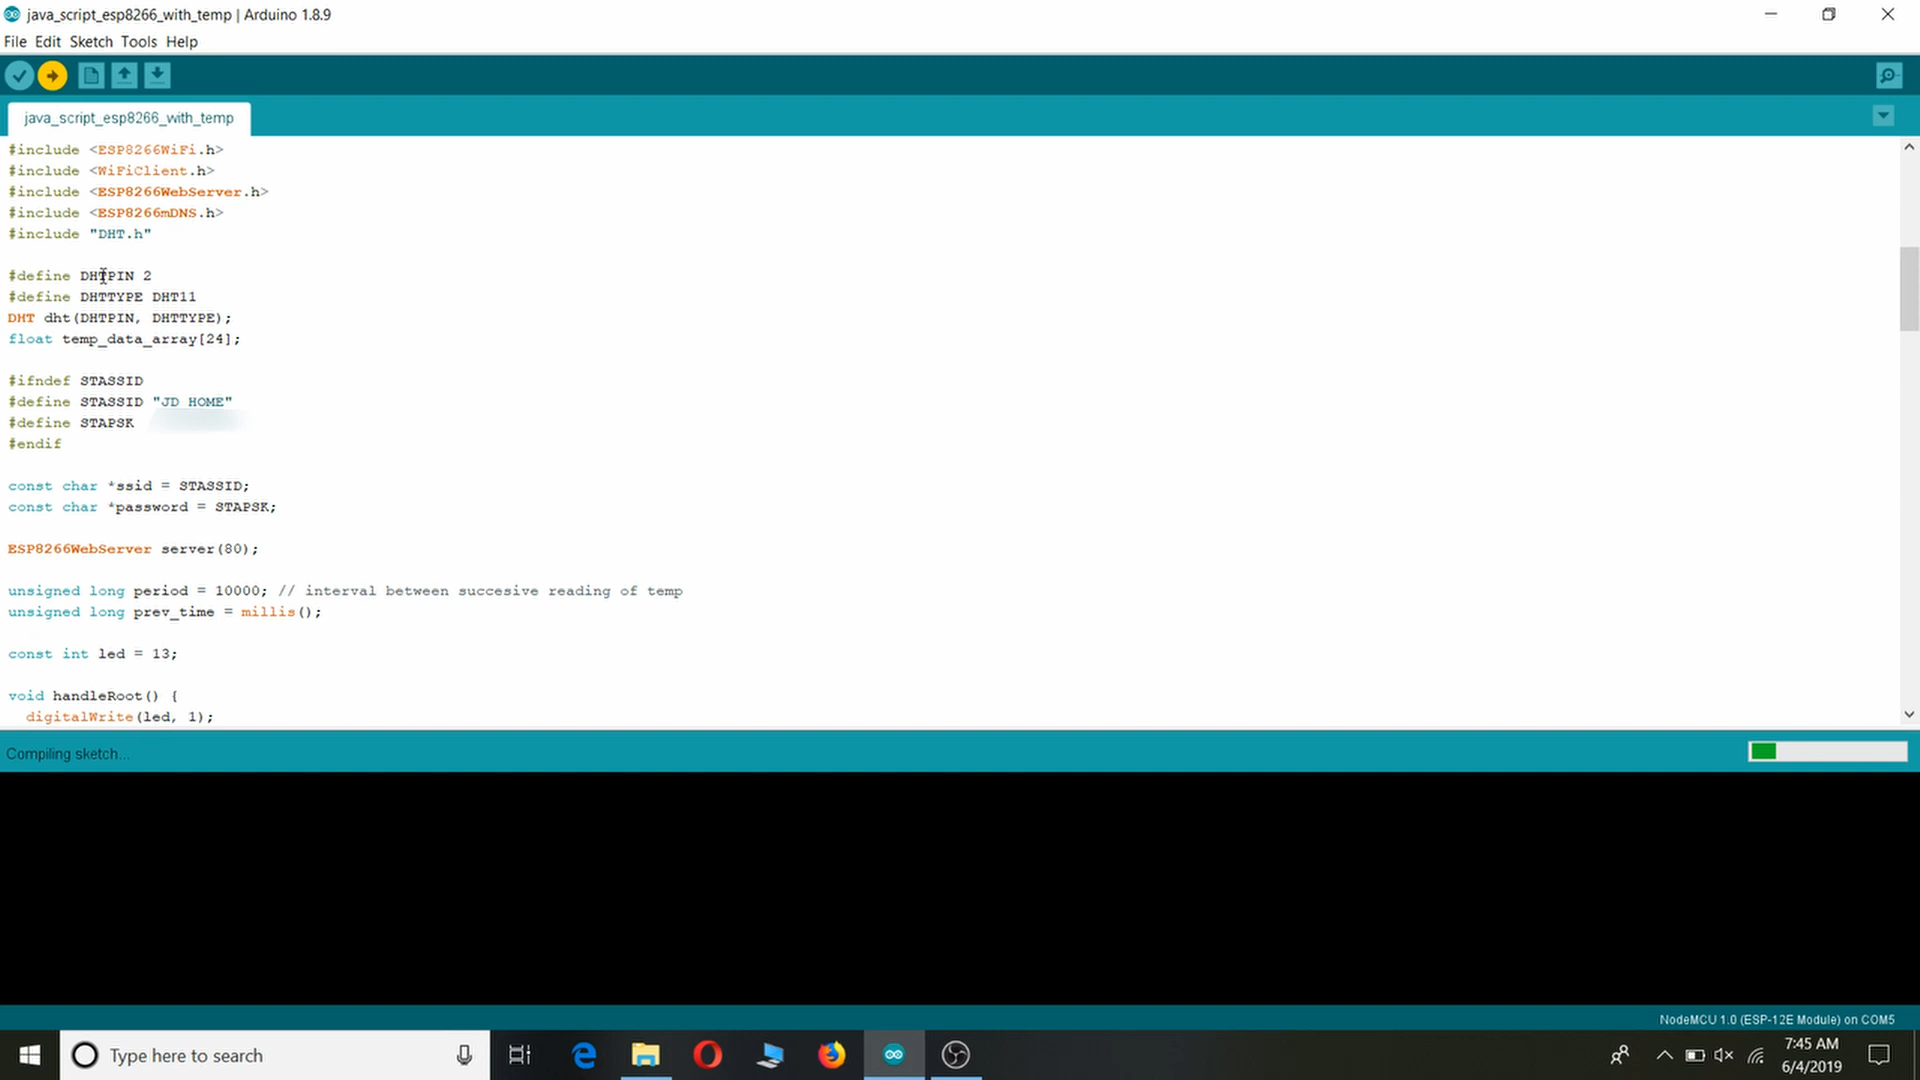 java_script_esp8266_with_temp | Arduino 1.8.9
File Edit Sketch Tools Help
java_script_esp8266_with_temp
#include <ESP8266WiFi.h>
#include <WiFiClient.h>
#include <ESP8266WebServer.h>
#include <ESP8266mDNS.h>
#include "DHT.h"
#define DHTPIN 2
#define DHTTYPE DHT11
DHT dht(DHTPIN, DHTTYPE);
float temp_data_array[24];
#ifndef STASSID
#define STASSID "JD HOME"
#define STAPSK
#endif
const char *ssid = STASSID;
const char *password = STAPSK;
ESP8266WebServer server(80);
unsigned long period = 10000; // interval between succesive reading of temp
unsigned long prev_time = millis();
const int led = 13;
void handleRoot() {
digitalWrite(led, 1);
Compiling sketch...
NodeMCU 1.0 (ESP-12E Module) on COM5
Type here to search
7:45 AM
6/4/2019